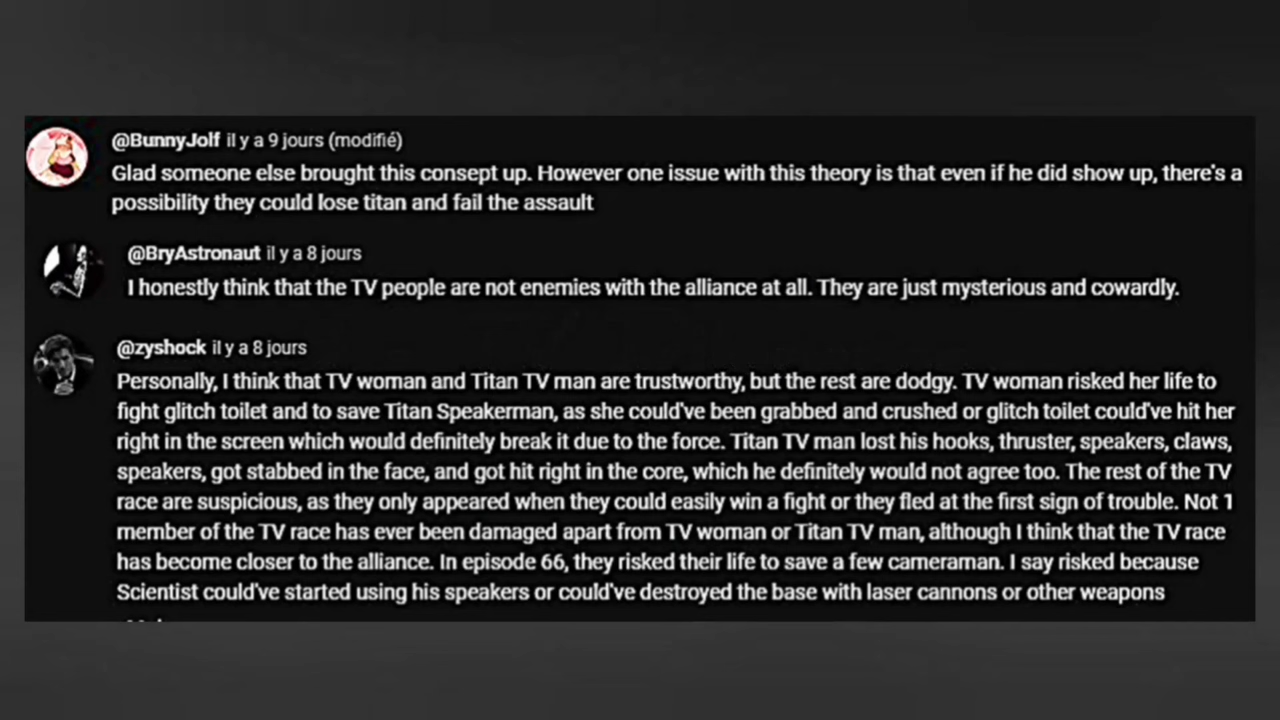 @BunnyJolf il y a 9 jours (modifié)
Glad someone else brought this consept up. However one issue with this theory is that even if he did show up, there's a
possibility they could lose titan and fail the assault
@BryAstronaut il y a 8 jours
I honestly think that the TV people are not enemies with the alliance at all. They are just mysterious and cowardly.
@zyshock il y a 8 jours
Personally, I think that TV woman and Titan TV man are trustworthy, but the rest are dodgy. TV woman risked her life to
fight glitch toilet and to save Titan Speakerman, as she could've been grabbed and crushed or glitch toilet could've hit her
right in the screen which would definitely break it due to the force. Titan TV man lost his hooks, thruster, speakers, claws,
speakers, got stabbed in the face, and got hit right in the core, which he definitely would not agree too. The rest of the TV
race are suspicious, as they only appeared when they could easily win a fight or they fled at the first sign of trouble. Not 1
member of the TV race has ever been damaged apart from TV woman or Titan TV man, although I think that the TV race
has become closer to the alliance. In episode 66, they risked their life to save a few cameraman. I say risked because
Scientist could've started using his speakers or could've destroyed the base with laser cannons or other weapons